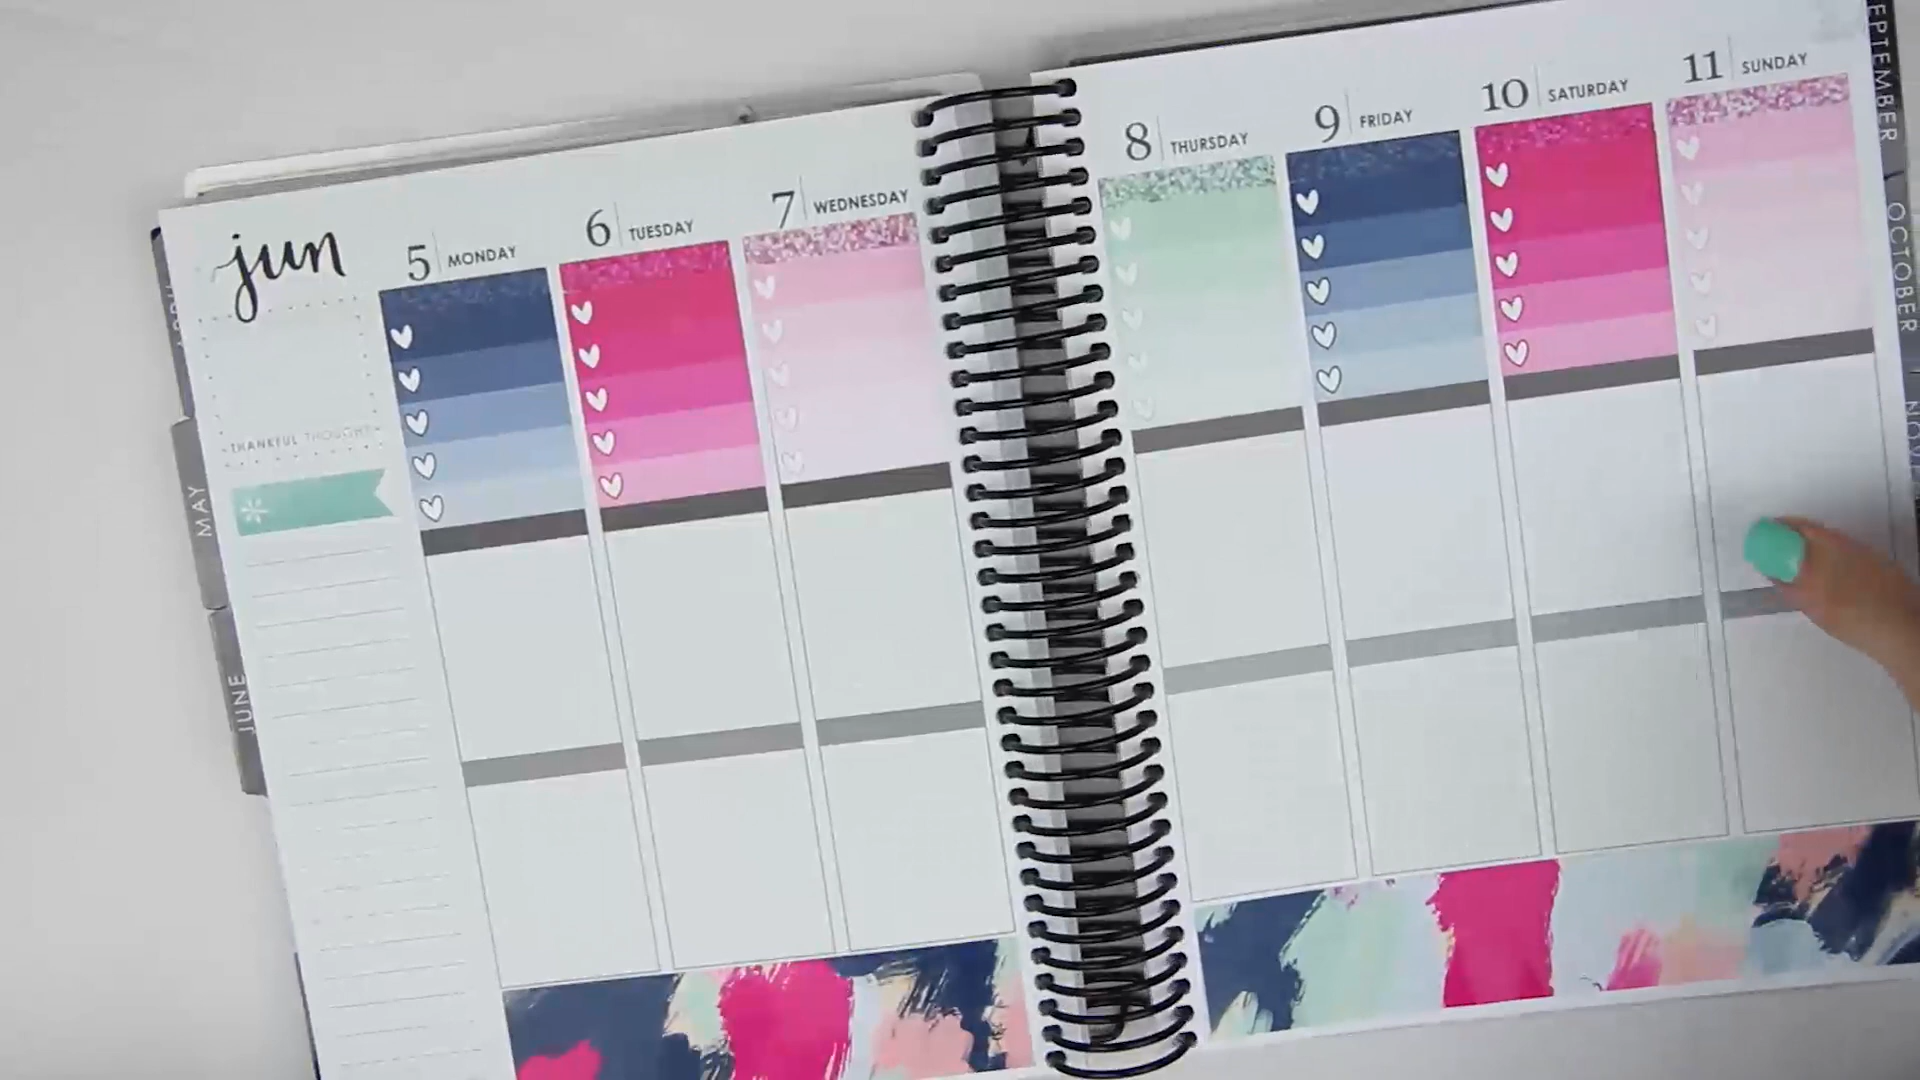 jun
5 MONDAY
6 TUESDAY
7 WEDNESDAY
8 THURSDAY
9 FRIDAY
10 SATURDAY
11 SUNDAY
THANKFUL THOUGHT
MAY
JUNE
EPTEMBER
OCTOBER